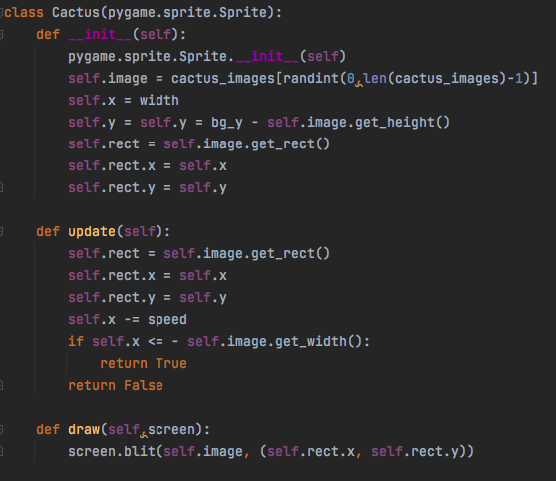 class Cactus(pygame.sprite.Sprite):
    def __init__(self):
        pygame.sprite.Sprite.__init__(self)
        self.image = cactus_images[randint(0,len(cactus_images)-1)]
        self.x = width
        self.y = self.y = bg_y - self.image.get_height()
        self.rect = self.image.get_rect()
        self.rect.x = self.x
        self.rect.y = self.y

    def update(self):
        self.rect = self.image.get_rect()
        self.rect.x = self.x
        self.rect.y = self.y
        self.x -= speed
        if self.x <= - self.image.get_width():
            return True
        return False

    def draw(self,screen):
        screen.blit(self.image, (self.rect.x, self.rect.y))